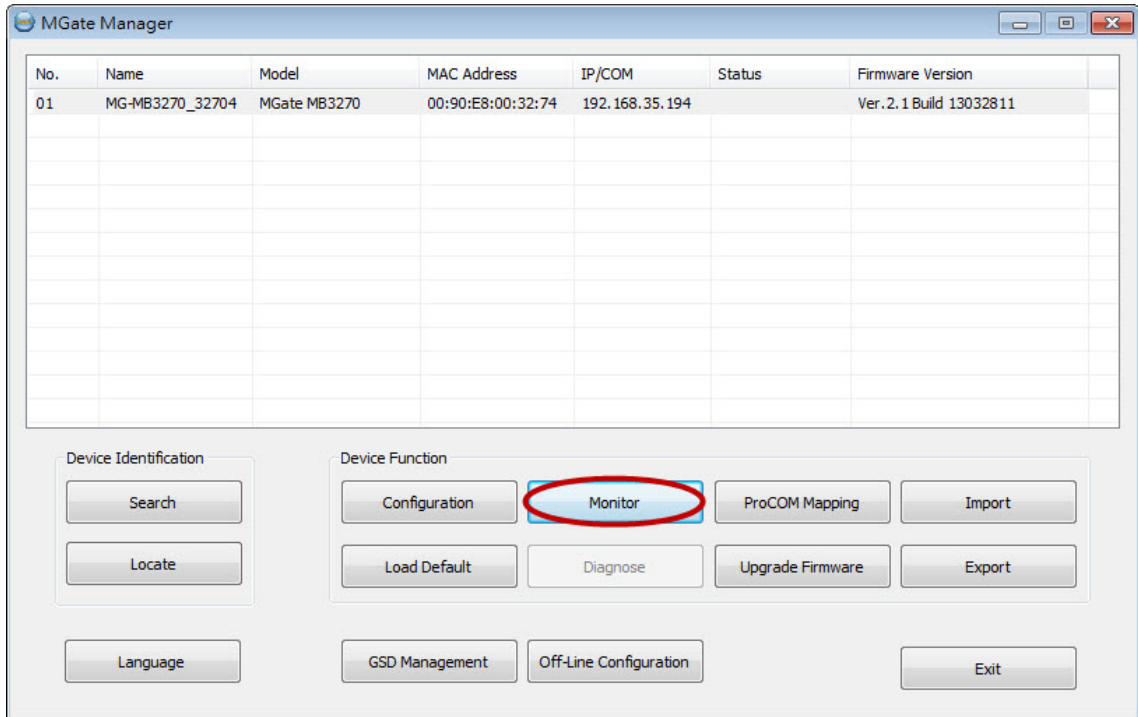 MGate Manager
No. Name Model MAC Address IP/COM Status Firmware Version
01 MG-MB3270_32704 MGate MB3270 00:90:E8:00:32:74 192.168.35.194 Ver.2.1 Build 13032811
Device Identification
Search
Locate
Device Function
Configuration Monitor ProCOM Mapping Import
Load Default Diagnose Upgrade Firmware Export
Language GSD Management Off-Line Configuration Exit